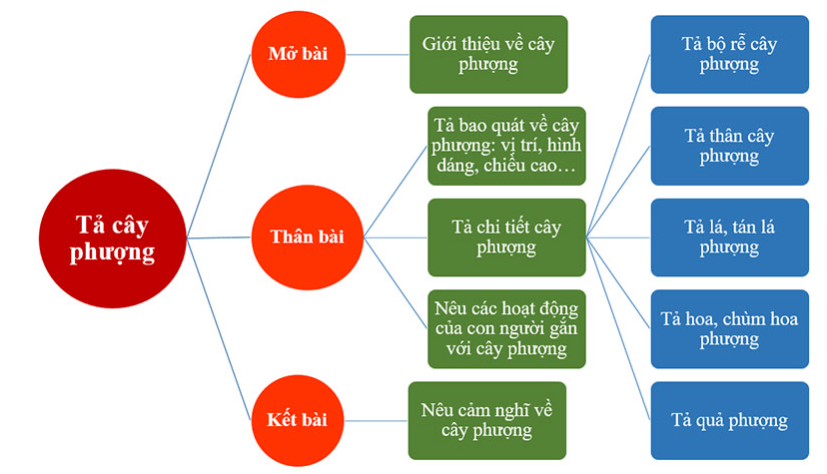 Tả cây
phượng
Mở bài
Giới thiệu về cây
phượng
Thân bài
Tả bao quát về cây
phượng: vị trí, hình
dáng, chiều cao…
Tả chi tiết cây
phượng
Tả bộ rễ cây
phượng
Tả thân cây
phượng
Tả lá, tán lá
phượng
Tả hoa, chùm hoa
phượng
Tả quả phượng
Nêu các hoạt động
của con người gắn
với cây phượng
Kết bài
Nêu cảm nghĩ về
cây phượng